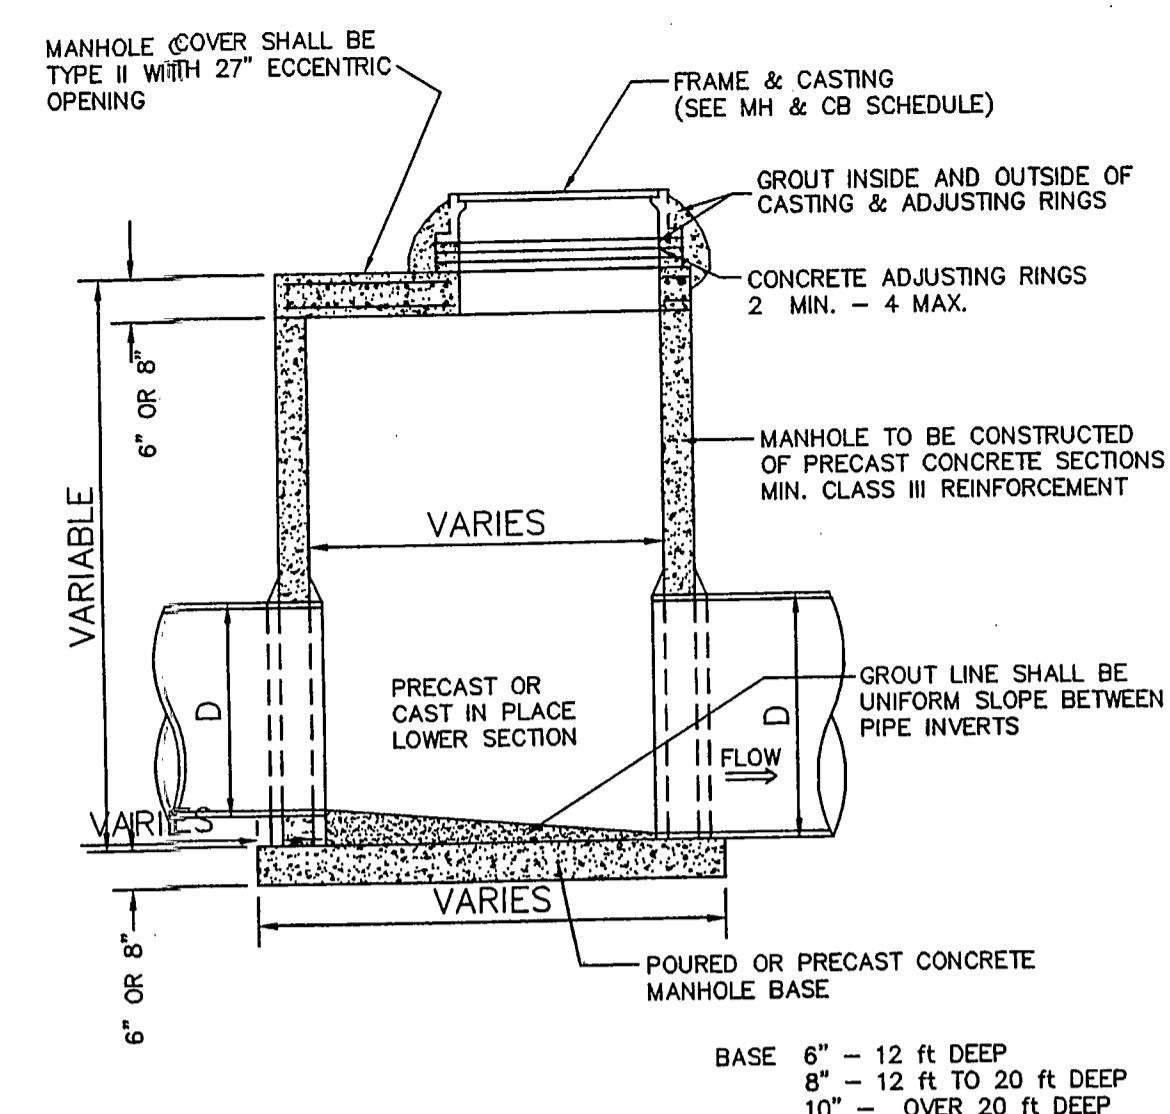 MANHOLE COVER SHALL BE
TYPE II WITH 27" ECCENTRIC
OPENING
FRAME & CASTING
(SEE MH & CB SCHEDULE)
GROUT INSIDE AND OUTSIDE OF
CASTING & ADJUSTING RINGS
CONCRETE ADJUSTING RINGS
2 MIN. – 4 MAX.
6" OR 8"
MANHOLE TO BE CONSTRUCTED
OF PRECAST CONCRETE SECTIONS
MIN. CLASS III REINFORCEMENT
VARIABLE
VARIES
PRECAST OR
CAST IN PLACE
LOWER SECTION
D
D
GROUT LINE SHALL BE
UNIFORM SLOPE BETWEEN
PIPE INVERTS
FLOW
VARIES
VARIES
6" OR 8"
POURED OR PRECAST CONCRETE
MANHOLE BASE
BASE 6" – 12 ft DEEP
8" – 12 ft TO 20 ft DEEP
10" – OVER 20 ft DEEP